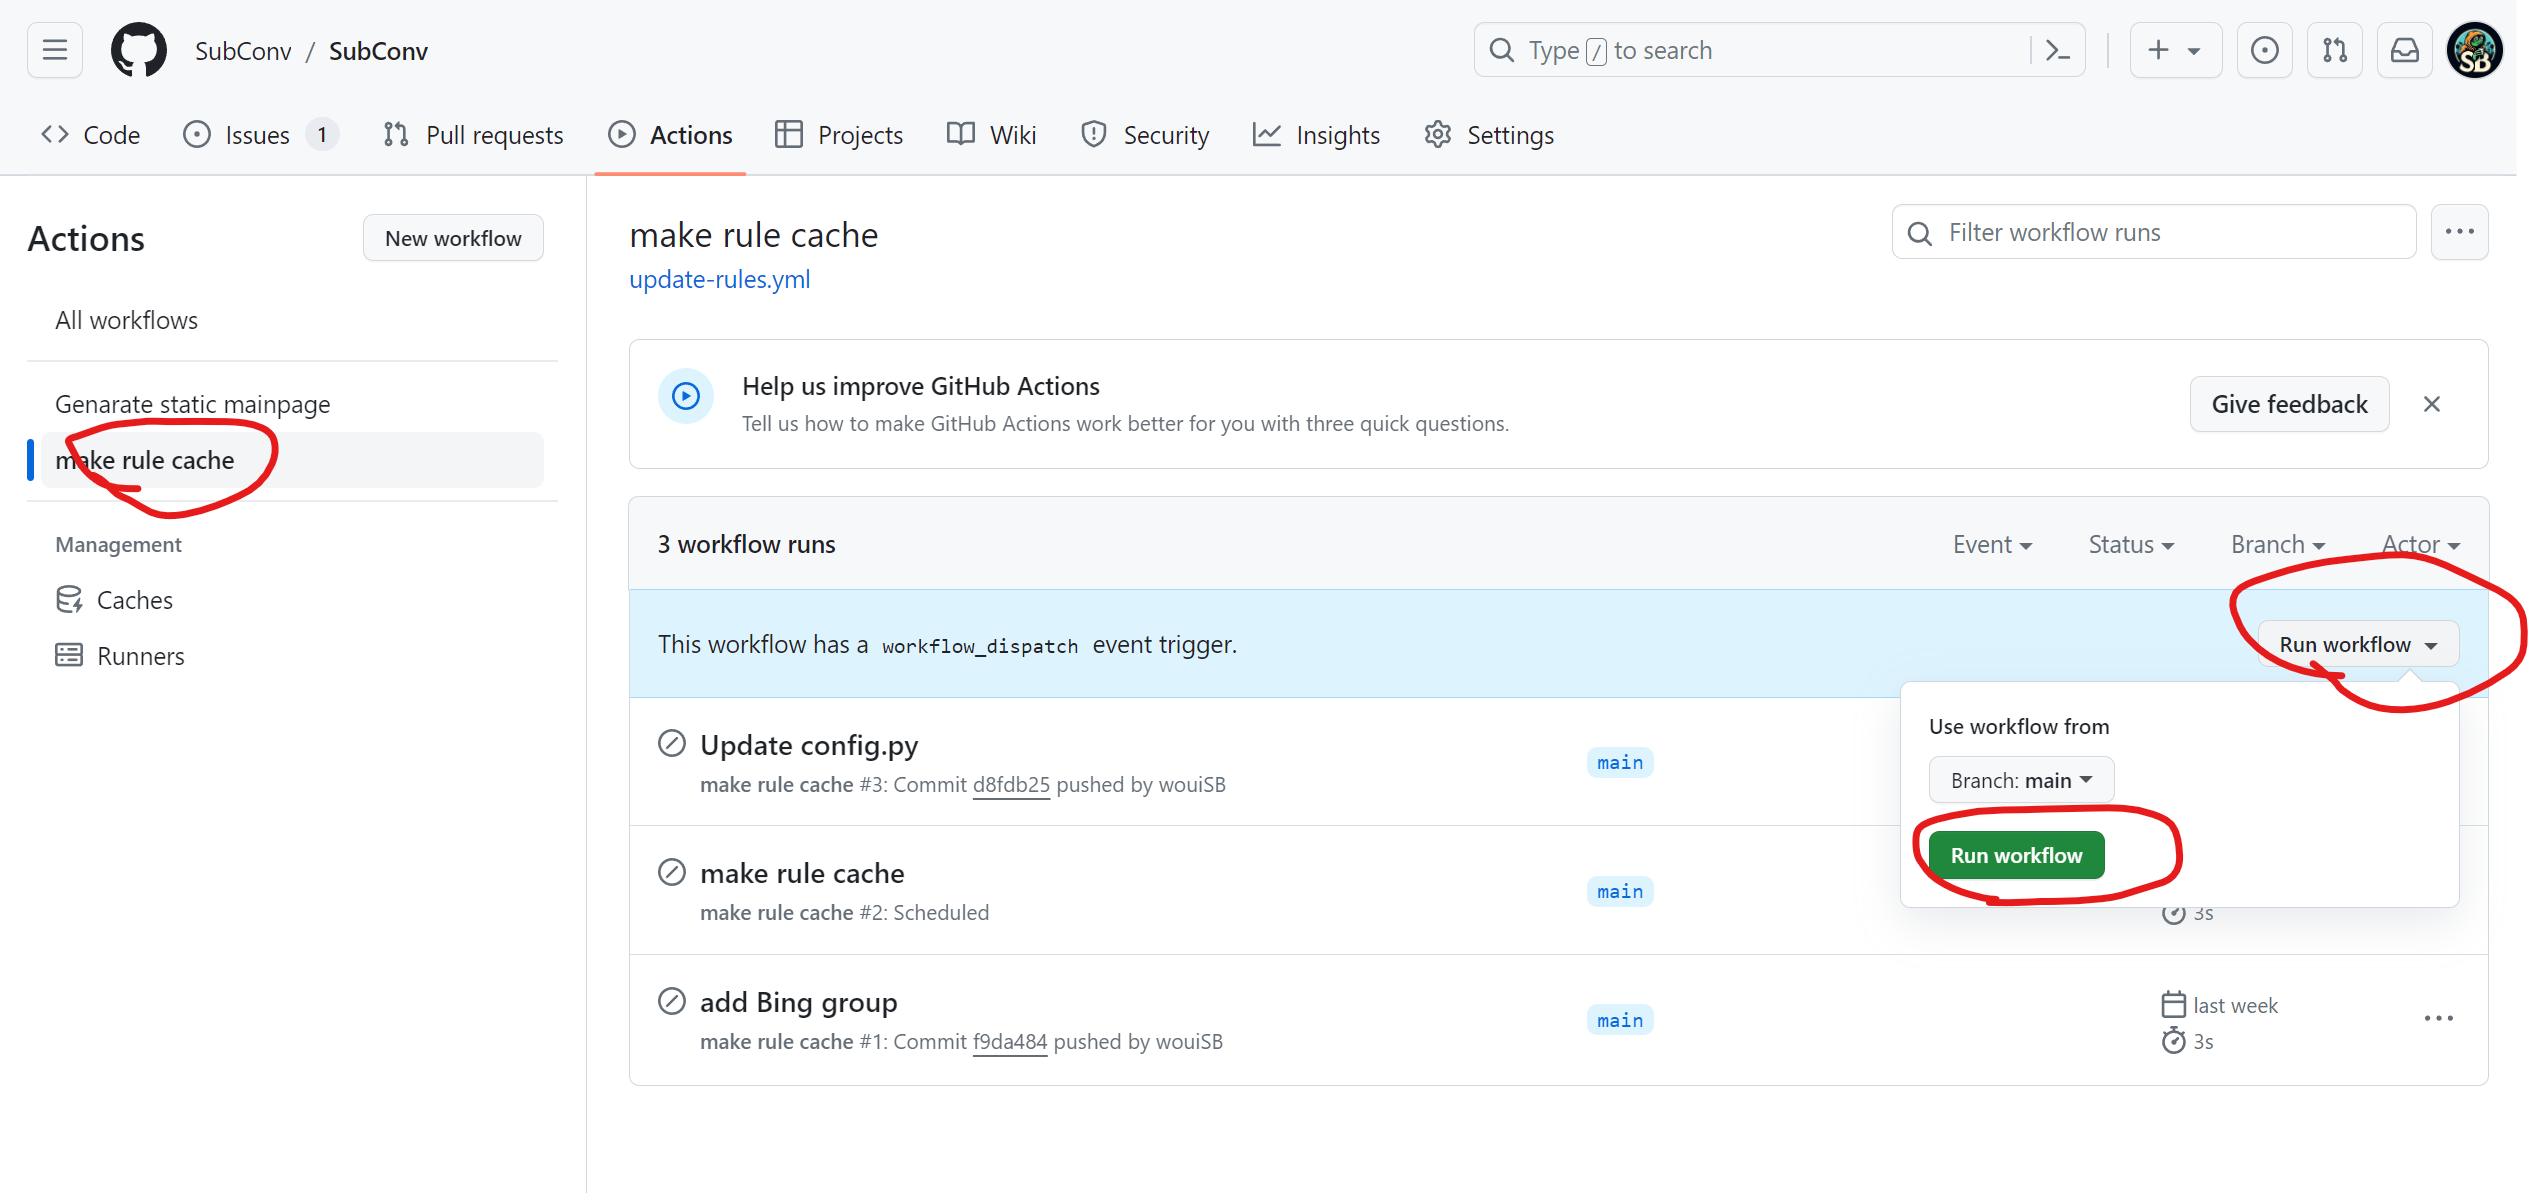 SubConv / SubConv
Type / to search
Code
Issues 1
Pull requests
Actions
Projects
Wiki
Security
Insights
Settings
Actions
New workflow
All workflows
Genarate static mainpage
make rule cache
Management
Caches
Runners
make rule cache
update-rules.yml
Filter workflow runs
Help us improve GitHub Actions
Tell us how to make GitHub Actions work better for you with three quick questions.
Give feedback
3 workflow runs
Event
Status
Branch
Actor
This workflow has a workflow_dispatch event trigger.
Run workflow
Use workflow from
Branch: main
Run workflow
Update config.py
make rule cache #3: Commit d8fdb25 pushed by wouiSB
main
make rule cache
make rule cache #2: Scheduled
main
3s
add Bing group
make rule cache #1: Commit f9da484 pushed by wouiSB
main
last week
3s
SB